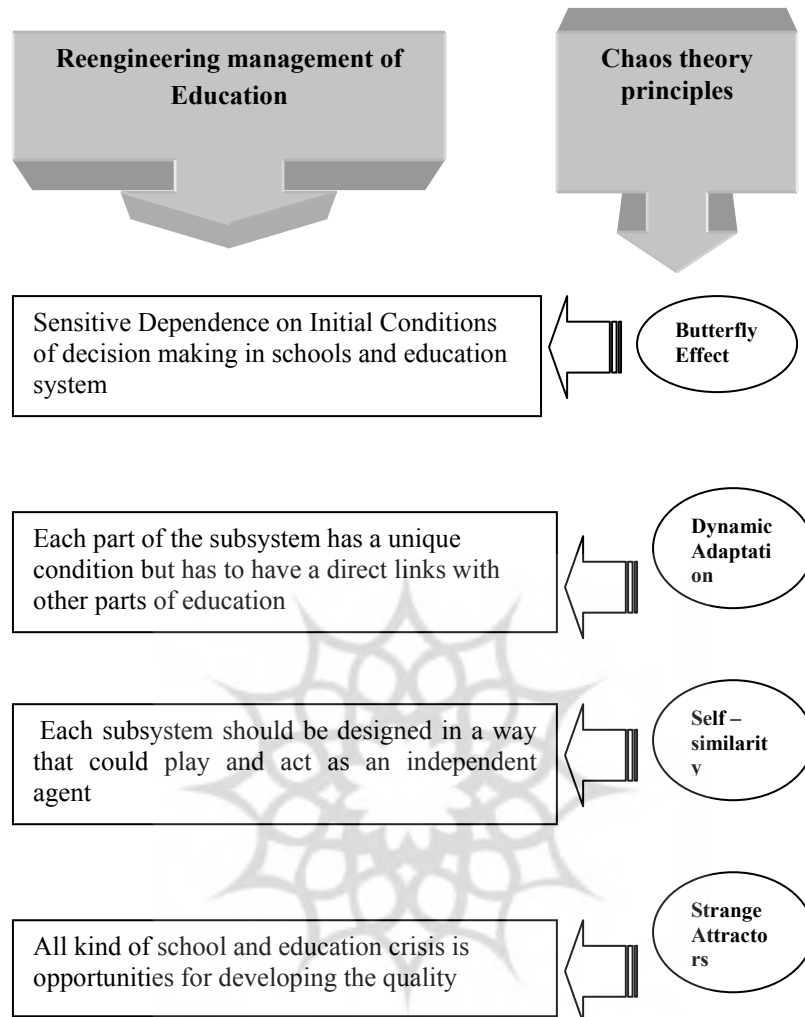 Reengineering management of
Education
Chaos theory
principles
Sensitive Dependence on Initial Conditions
of decision making in schools and education
system
Butterfly
Effect
Each part of the subsystem has a unique
condition but has to have a direct links with
other parts of education
Dynamic
Adaptati
on
Each subsystem should be designed in a way
that could play and act as an independent
agent
Self –
similarit
y
All kind of school and education crisis is
opportunities for developing the quality
Strange
Attracto
rs